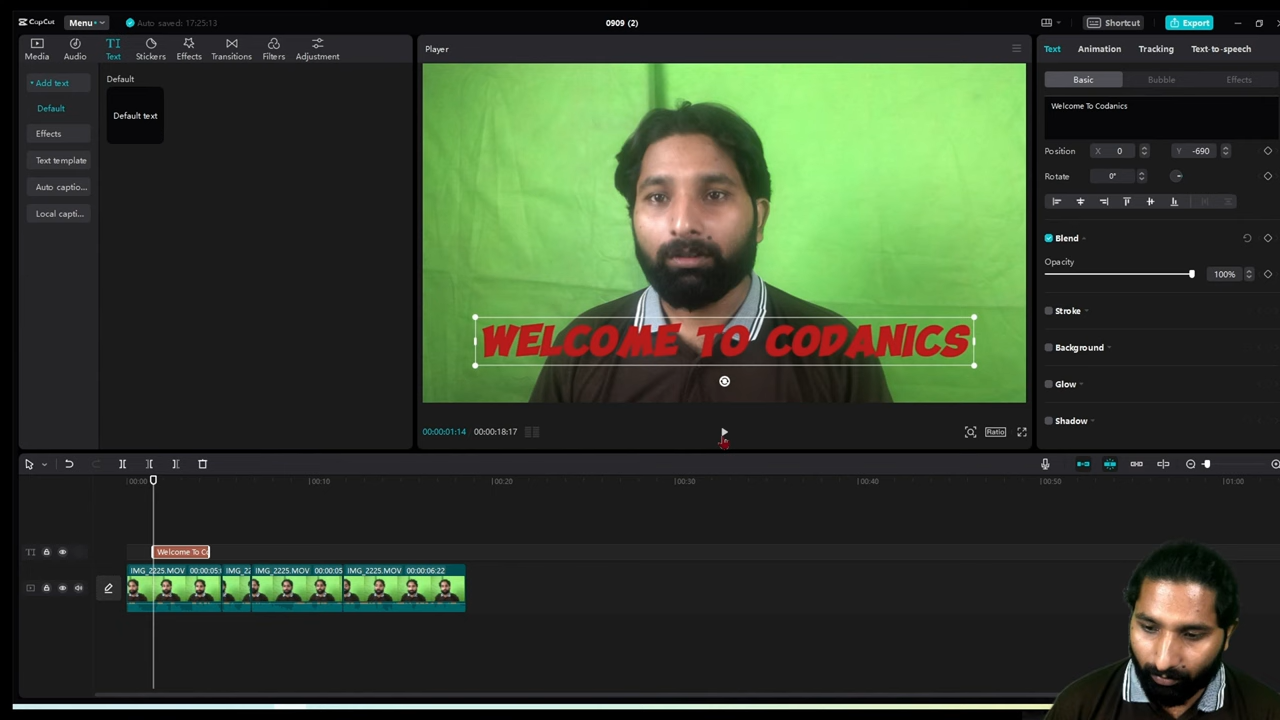 CapCut Menu Auto saved: 17:25:13 0909 (2) Shortcut Export
Media Audio Text Stickers Effects Transitions Filters Adjustment
Player
Text Animation Tracking Text-to-speech
Add text
Default
Effects
Text template
Auto captio...
Local capti...
Default
Default text
Basic Bubble Effects
Welcome To Codanics
Position X 0 Y -690
Rotate 0°
Blend
Opacity
100%
Stroke
Background
Glow
Shadow
WELCOME TO CODANICS
00:00:01:14 00:00:18:17 Ratio
00:00 00:10 00:20 00:30 00:40 00:50 01:00
TI Welcome To Co
IMG_2225.MOV 00:00:05: IMG_22 IMG_2225.MOV 00:00:05 IMG_2225.MOV 00:00:06:22